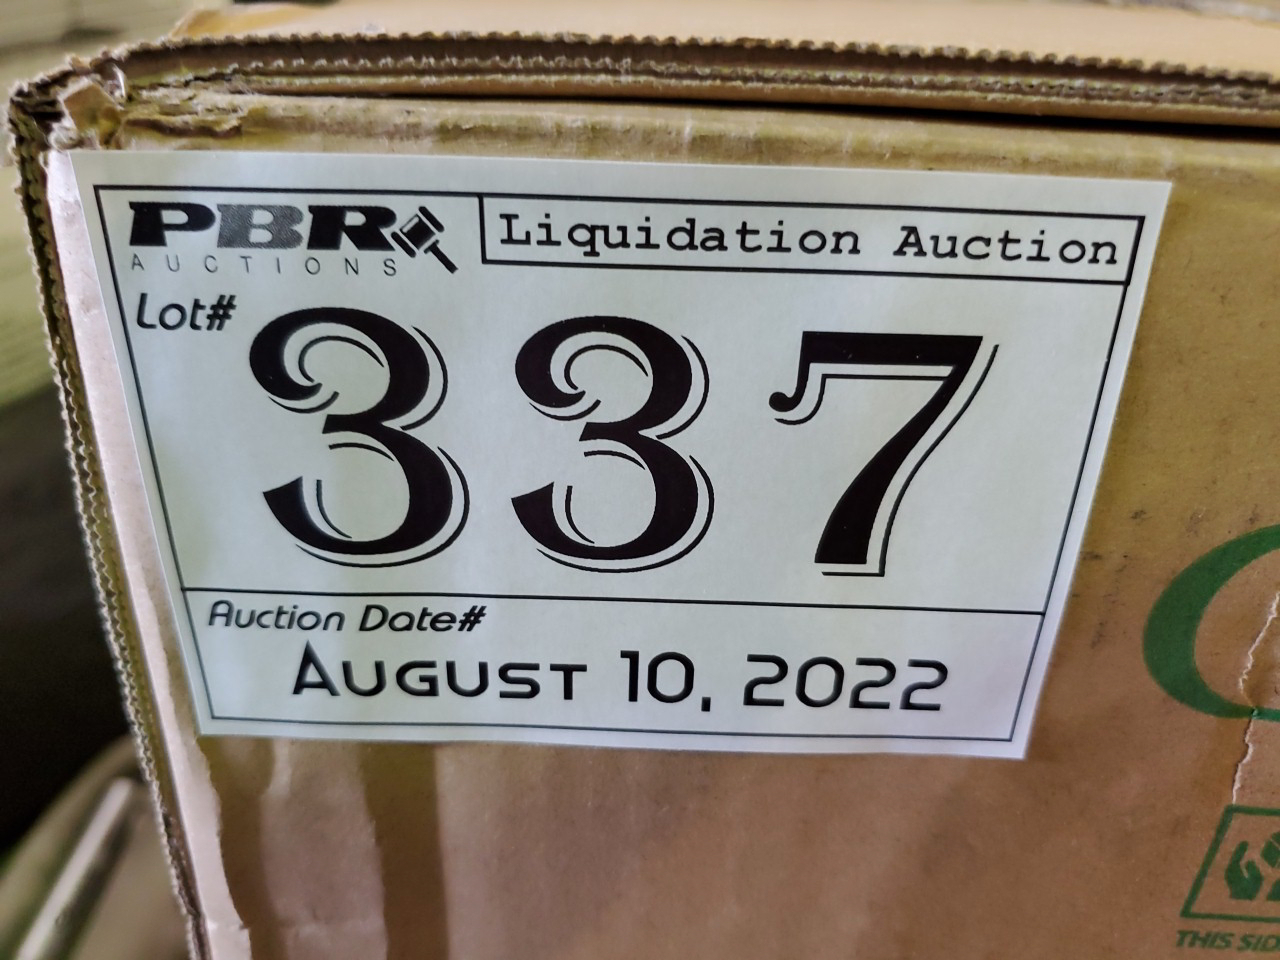 PBR
AUCTIONS
Liquidation Auction
Lot#
337
Auction Date#
August 10, 2022
THIS SID